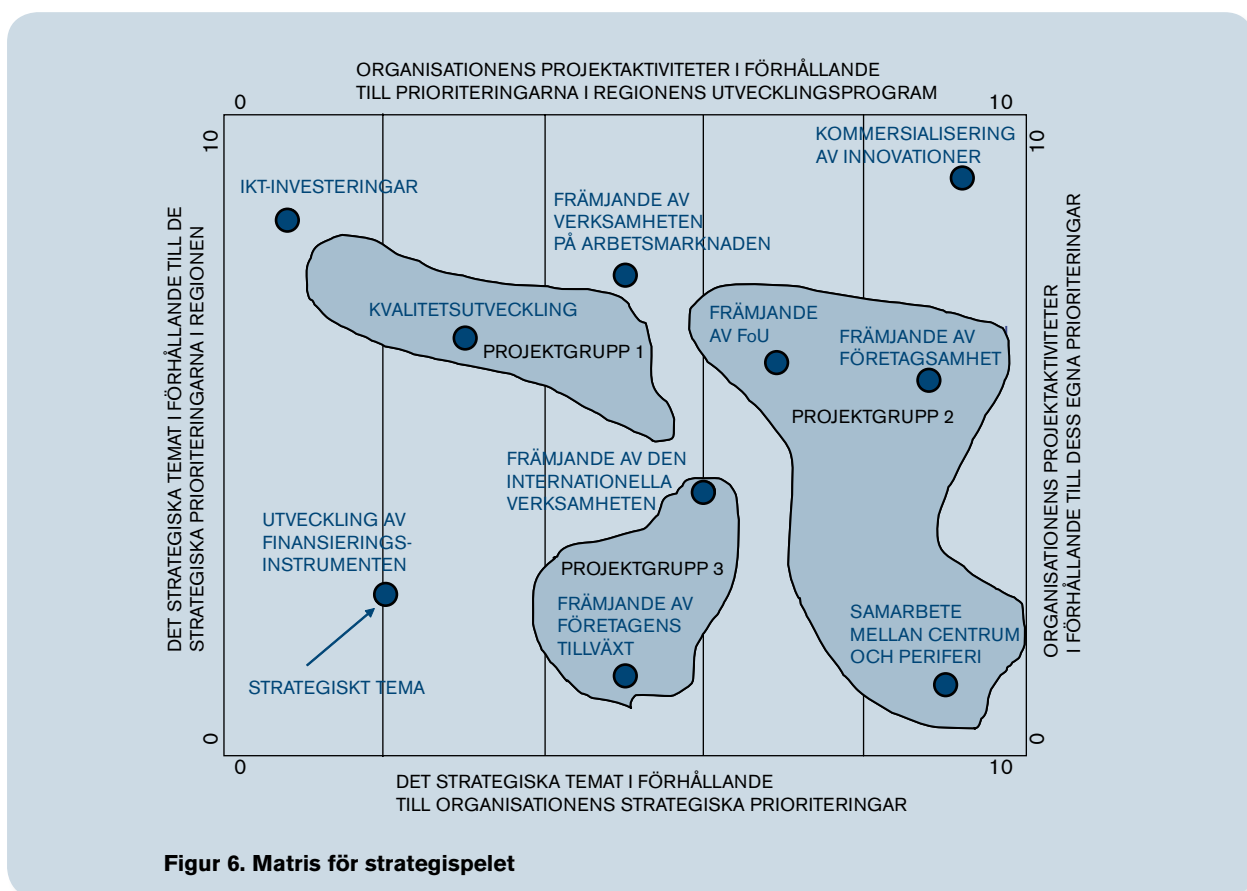 ORGANISATIONENS PROJEKTAKTIVITETER I FÖRHÅLLANDE
TILL PRIORITERINGARNA I REGIONENS UTVECKLINGSPROGRAM
0
10
10
10
DET STRATEGISKA TEMAT I FÖRHÅLLANDE TILL DE
STRATEGISKA PRIORITERINGARNA I REGIONEN
ORGANISATIONENS PROJEKTAKTIVITETER
I FÖRHÅLLANDE TILL DESS EGNA PRIORITERINGAR
KOMMERSIALISERING
AV INNOVATIONER
IKT-INVESTERINGAR
FRÄMJANDE AV
VERKSAMHETEN
PÅ ARBETSMARKNADEN
KVALITETSUTVECKLING
PROJEKTGRUPP 1
FRÄMJANDE
AV FoU
FRÄMJANDE AV
FÖRETAGSAMHET
PROJEKTGRUPP 2
FRÄMJANDE AV DEN
INTERNATIONELLA
VERKSAMHETEN
UTVECKLING AV
FINANSIERINGS-
INSTRUMENTEN
PROJEKTGRUPP 3
FRÄMJANDE AV
FÖRETAGENS
TILLVÄXT
SAMARBETE
MELLAN CENTRUM
OCH PERIFERI
STRATEGISKT TEMA
0
0
0
10
DET STRATEGISKA TEMAT I FÖRHÅLLANDE
TILL ORGANISATIONENS STRATEGISKA PRIORITERINGAR
Figur 6. Matris för strategispelet